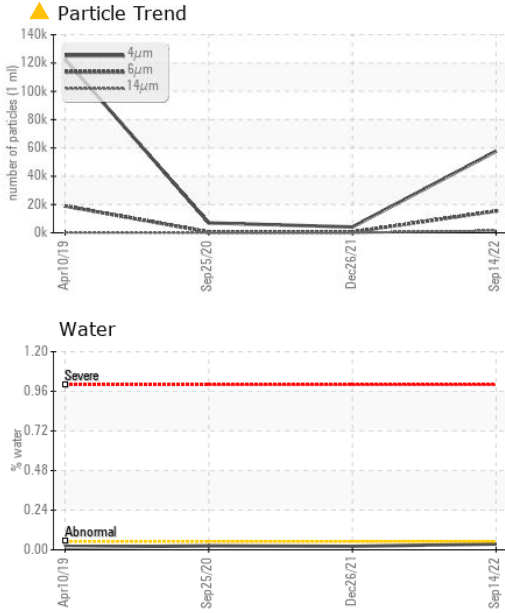 Particle Trend
140k
120k
100k
80k
60k
40k
20k
0k
number of particles (1 ml)
4µm
6µm
14µm
Apr10/19
Sep25/20
Dec26/21
Sep14/22
Water
1.20
0.96
0.72
0.48
0.24
0.00
% water
Severe
Abnormal
Apr10/19
Sep25/20
Dec26/21
Sep14/22